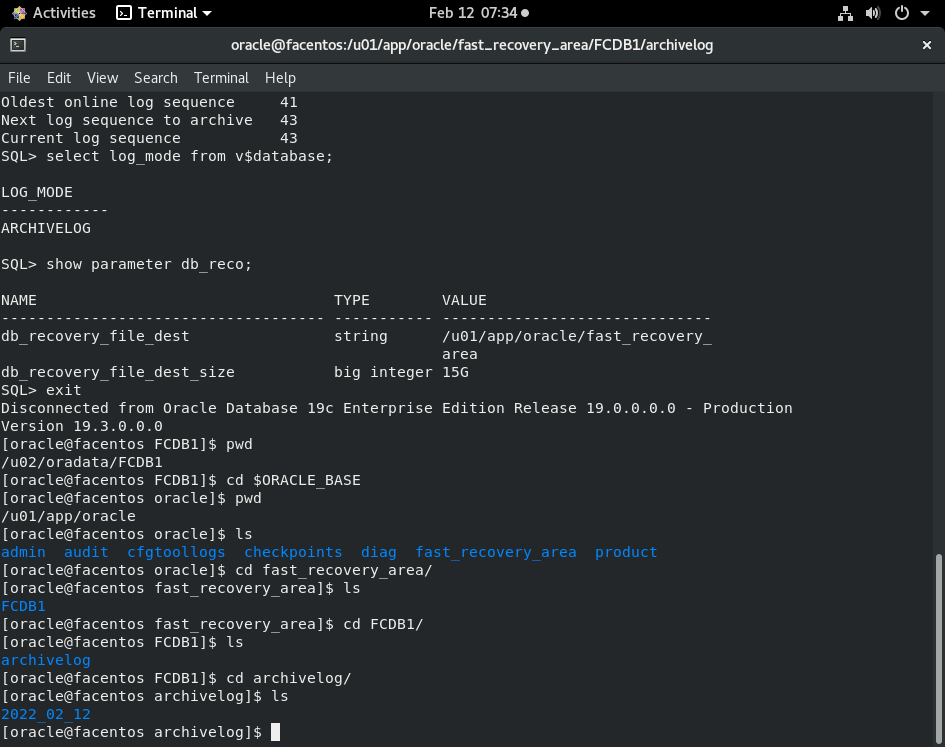 Activities Terminal Feb 12 07:34
oracle@facentos:/u01/app/oracle/fast_recovery_area/FCDB1/archivelog ×
File Edit View Search Terminal Help
Oldest online log sequence     41
Next log sequence to archive   43
Current log sequence           43
SQL> select log_mode from v$database;
LOG_MODE
------------
ARCHIVELOG
SQL> show parameter db_reco;
NAME                                 TYPE        VALUE
------------------------------------ ----------- ------------------------------
db_recovery_file_dest                string      /u01/app/oracle/fast_recovery_
                                                 area
db_recovery_file_dest_size           big integer 15G
SQL> exit
Disconnected from Oracle Database 19c Enterprise Edition Release 19.0.0.0.0 - Production
Version 19.3.0.0.0
[oracle@facentos FCDB1]$ pwd
/u02/oradata/FCDB1
[oracle@facentos FCDB1]$ cd $ORACLE_BASE
[oracle@facentos oracle]$ pwd
/u01/app/oracle
[oracle@facentos oracle]$ ls
admin  audit  cfgtoollogs  checkpoints  diag  fast_recovery_area  product
[oracle@facentos oracle]$ cd fast_recovery_area/
[oracle@facentos fast_recovery_area]$ ls
FCDB1
[oracle@facentos fast_recovery_area]$ cd FCDB1/
[oracle@facentos FCDB1]$ ls
archivelog
[oracle@facentos FCDB1]$ cd archivelog/
[oracle@facentos archivelog]$ ls
2022_02_12
[oracle@facentos archivelog]$